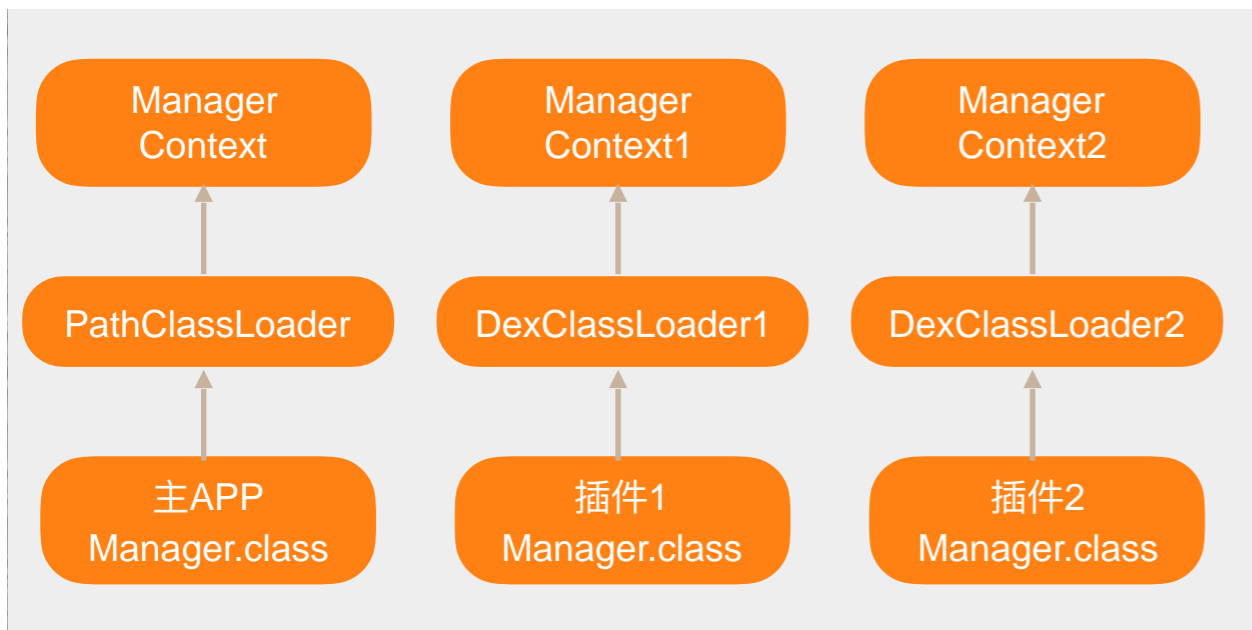 Manager
Context
Manager
Context1
Manager
Context2
PathClassLoader
DexClassLoader1
DexClassLoader2
主APP
Manager.class
插件1
Manager.class
插件2
Manager.class